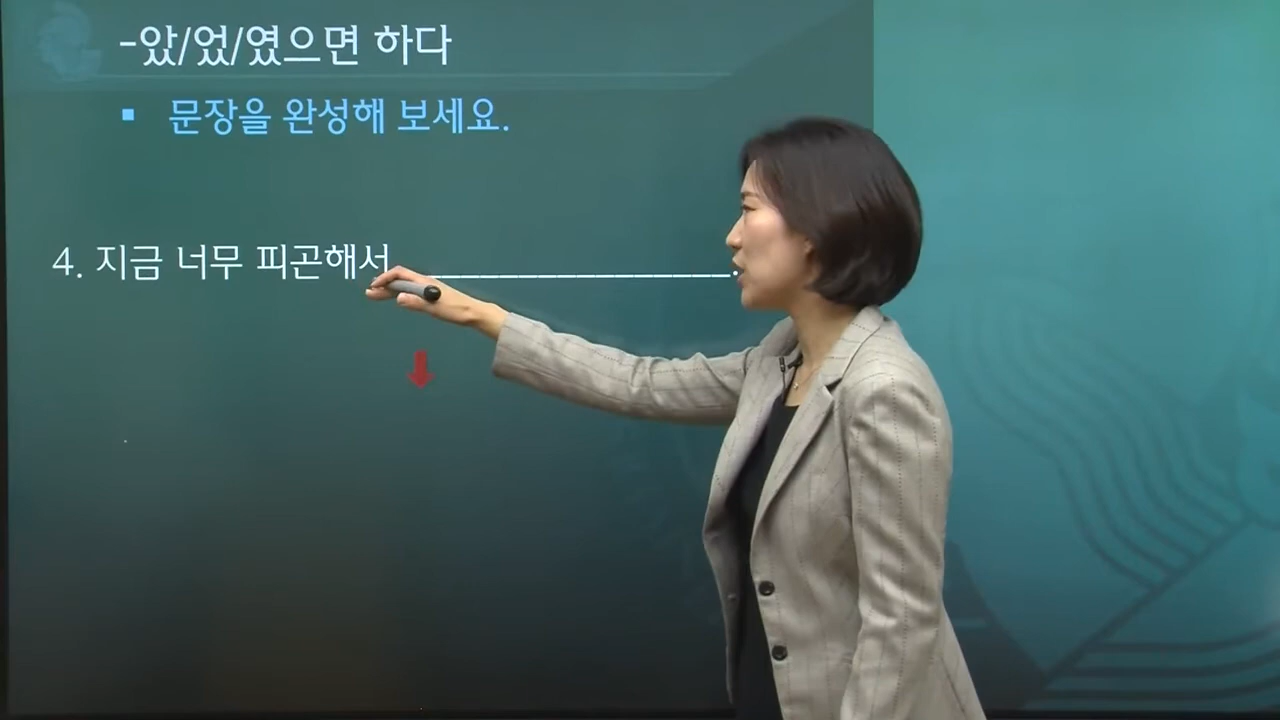 -았/었/였으면 하다
▪ 문장을 완성해 보세요.
4. 지금 너무 피곤해서 ________________.